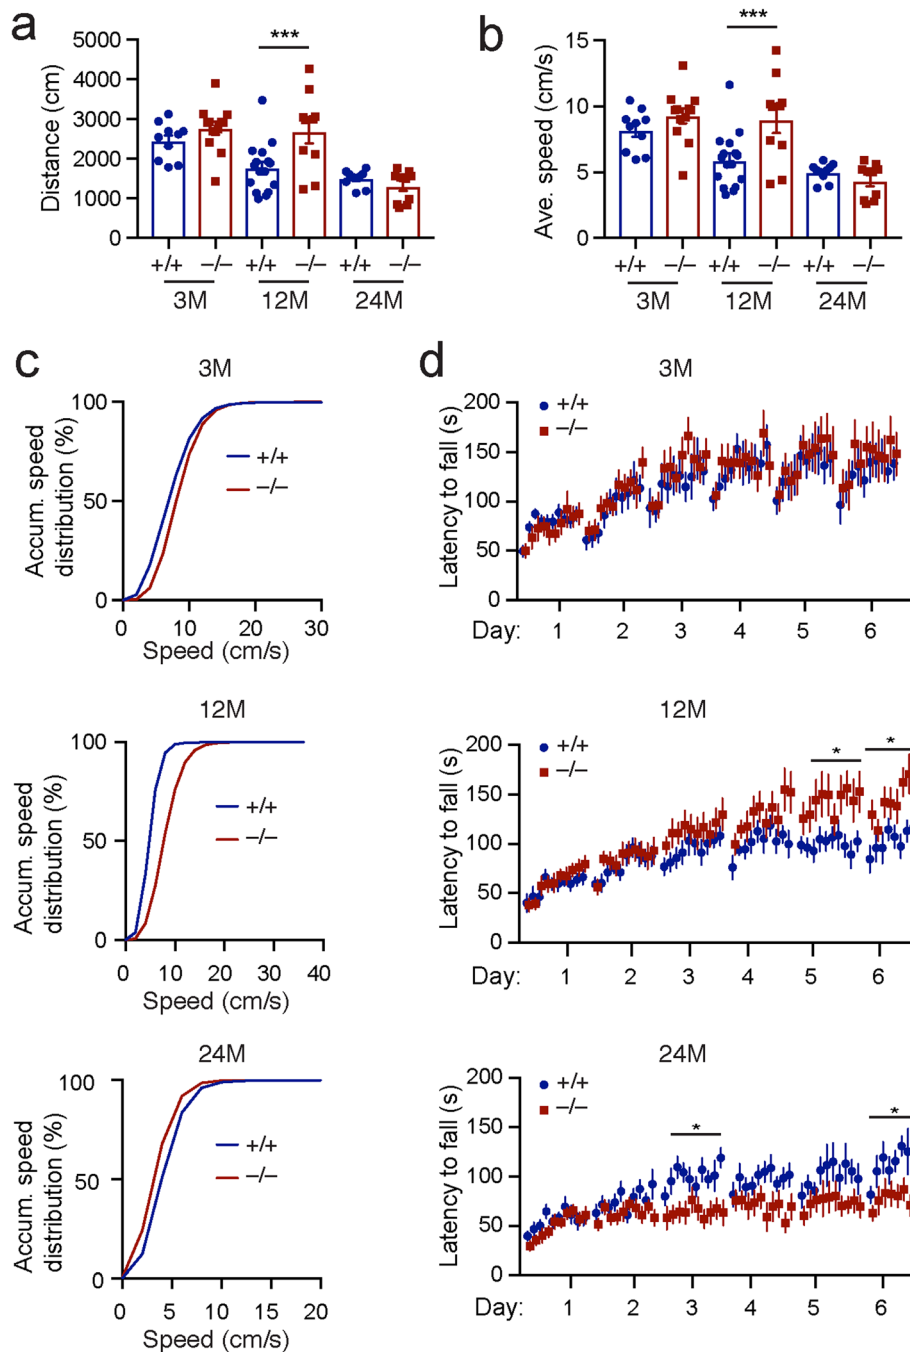 a
***
Distance (cm)
5000
4000
3000
2000
1000
0
+/+ –/– +/+ –/– +/+ –/–
3M 12M 24M
b
***
Ave. speed (cm/s)
15
10
5
0
+/+ –/– +/+ –/– +/+ –/–
3M 12M 24M
c
3M
Accum. speed
distribution (%)
100
50
0
+/+
–/–
0 10 20 30
Speed (cm/s)
12M
Accum. speed
distribution (%)
100
50
0
+/+
–/–
0 10 20 30 40
Speed (cm/s)
24M
Accum. speed
distribution (%)
100
50
0
+/+
–/–
0 5 10 15 20
Speed (cm/s)
d
3M
Latency to fall (s)
200
150
100
50
0
+/+
–/–
Day: 1 2 3 4 5 6
12M
Latency to fall (s)
200
150
100
50
0
+/+
–/–
* *
Day: 1 2 3 4 5 6
24M
Latency to fall (s)
200
150
100
50
0
+/+
–/–
* *
Day: 1 2 3 4 5 6